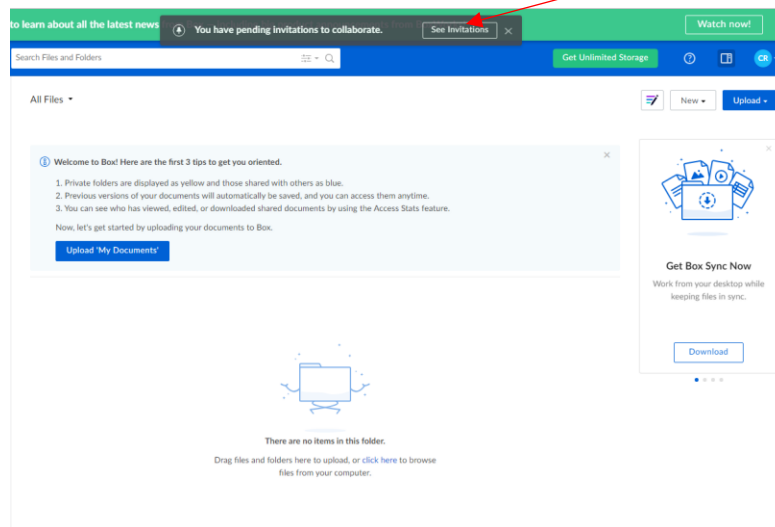 to learn about all the latest news
You have pending invitations to collaborate.
See Invitations
Watch now!
Search Files and Folders
Get Unlimited Storage
CR
All Files
New
Upload
Welcome to Box! Here are the first 3 tips to get you oriented.
1. Private folders are displayed as yellow and those shared with others as blue.
2. Previous versions of your documents will automatically be saved, and you can access them anytime.
3. You can see who has viewed, edited, or downloaded shared documents by using the Access Stats feature.
Now, let's get started by uploading your documents to Box.
Upload 'My Documents'
Get Box Sync Now
Work from your desktop while
keeping files in sync.
Download
There are no items in this folder.
Drag files and folders here to upload, or click here to browse
files from your computer.